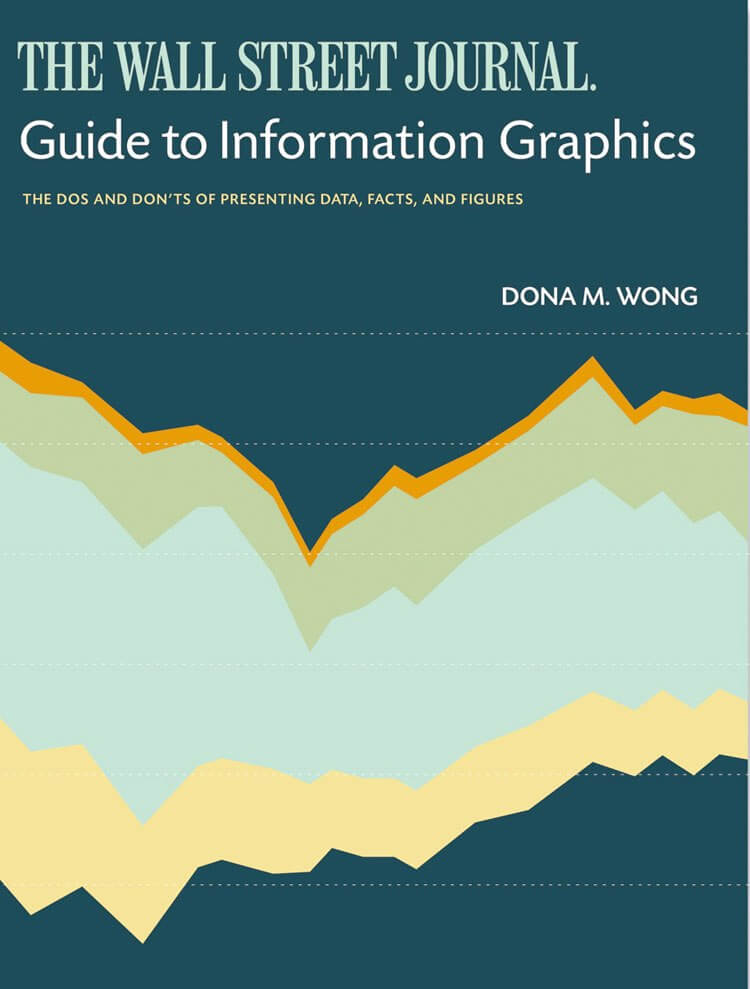 THE WALL STREET JOURNAL.
Guide to Information Graphics
THE DOS AND DON'TS OF PRESENTING DATA, FACTS, AND FIGURES
DONA M. WONG